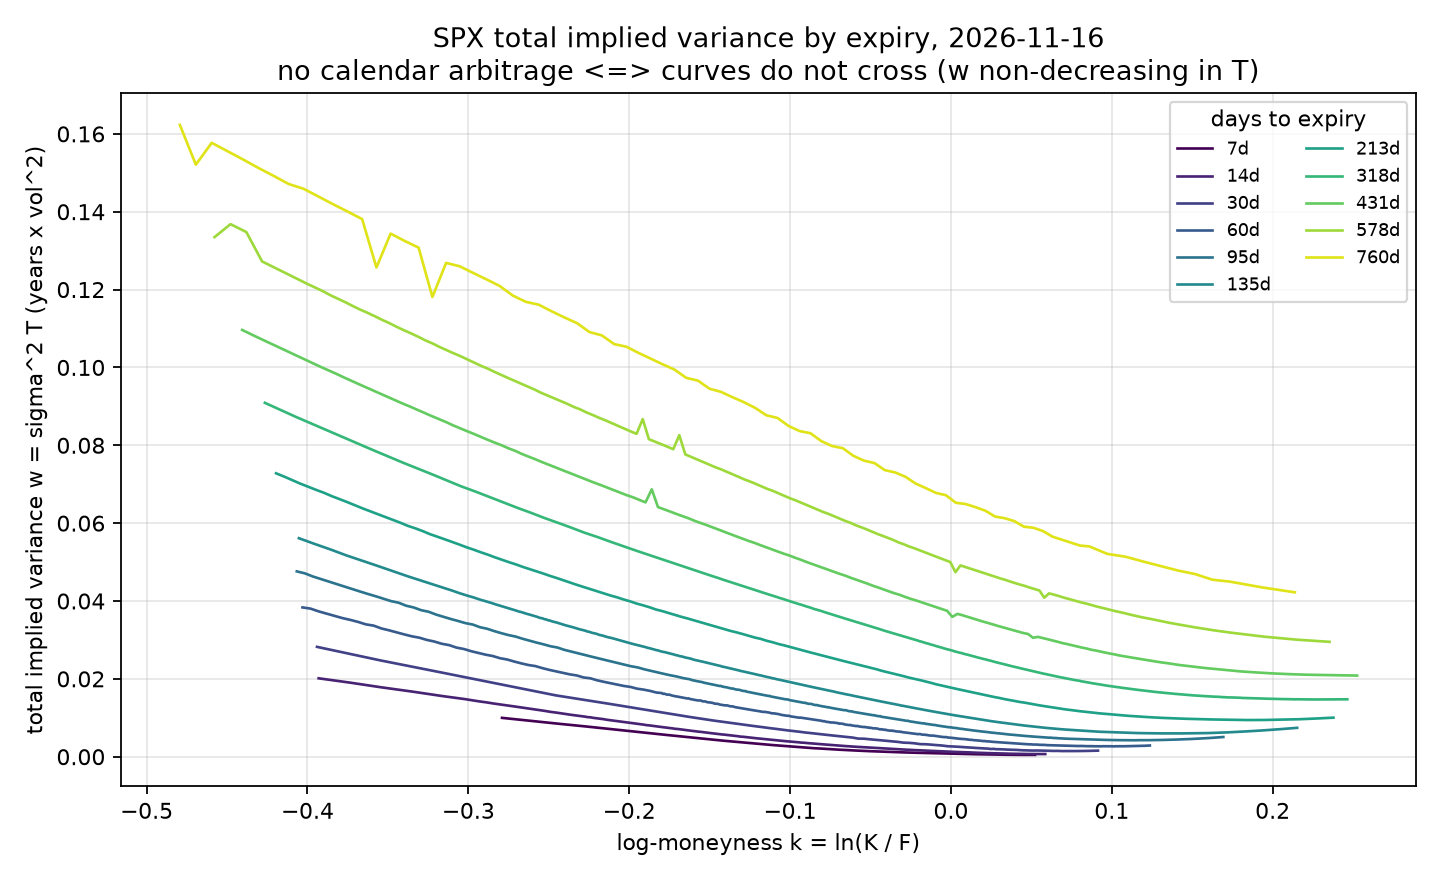 SPX total implied variance by expiry, 2026-11-16
no calendar arbitrage <=> curves do not cross (w non-decreasing in T)
total implied variance w = sigma^2 T (years x vol^2)
0.16
0.14
0.12
0.10
0.08
0.06
0.04
0.02
0.00
days to expiry
7d
14d
30d
60d
95d
135d
213d
318d
431d
578d
760d
−0.5
−0.4
−0.3
−0.2
−0.1
0.0
0.1
0.2
log-moneyness k = ln(K / F)